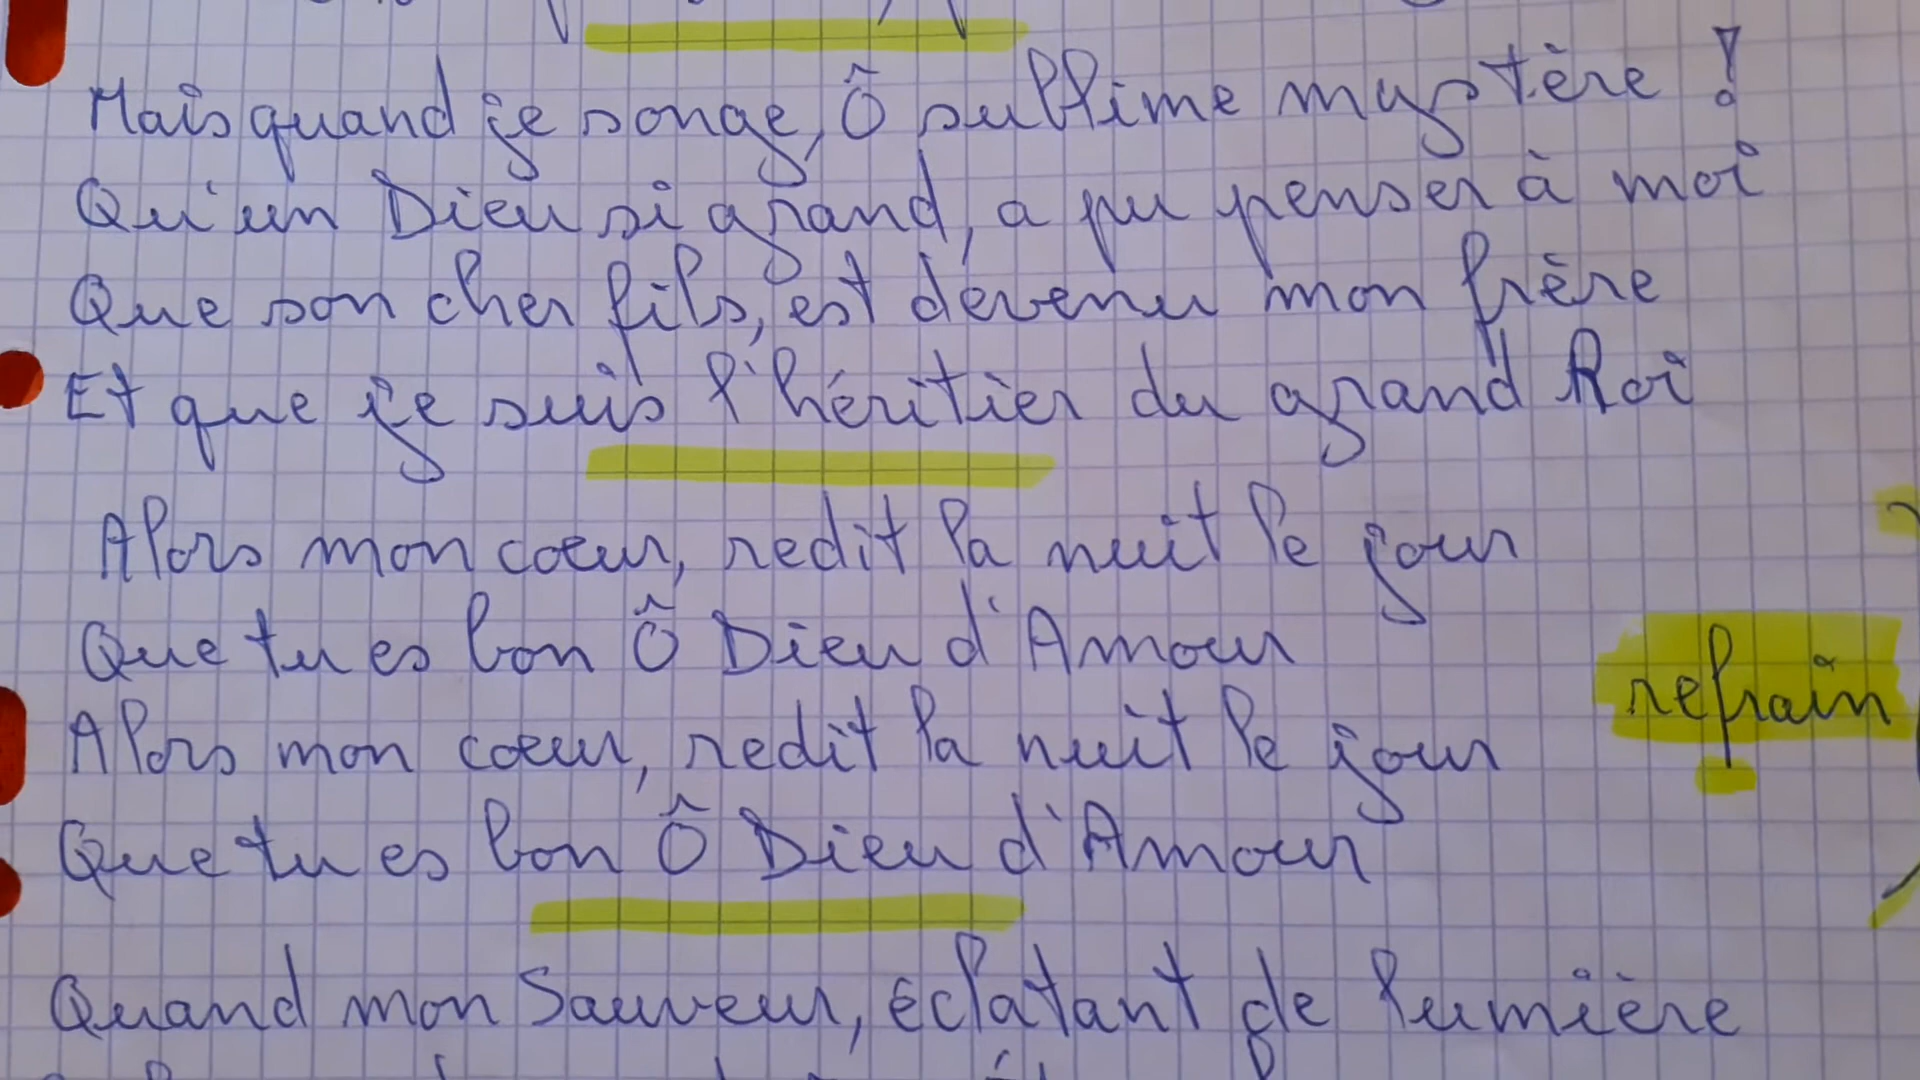 Mais quand je songe, Ô sublime mystère !
Qu'un Dieu si grand, a pu penser à moi
Que son cher fils, est devenu mon frère
Et que je suis l'héritier du grand Roi
Alors mon cœur, redit la nuit le jour
Que tu es bon Ô Dieu d'Amour
refrain
Alors mon cœur, redit la nuit le jour
Que tu es bon Ô Dieu d'Amour
Quand mon Sauveur, éclatant de lumière